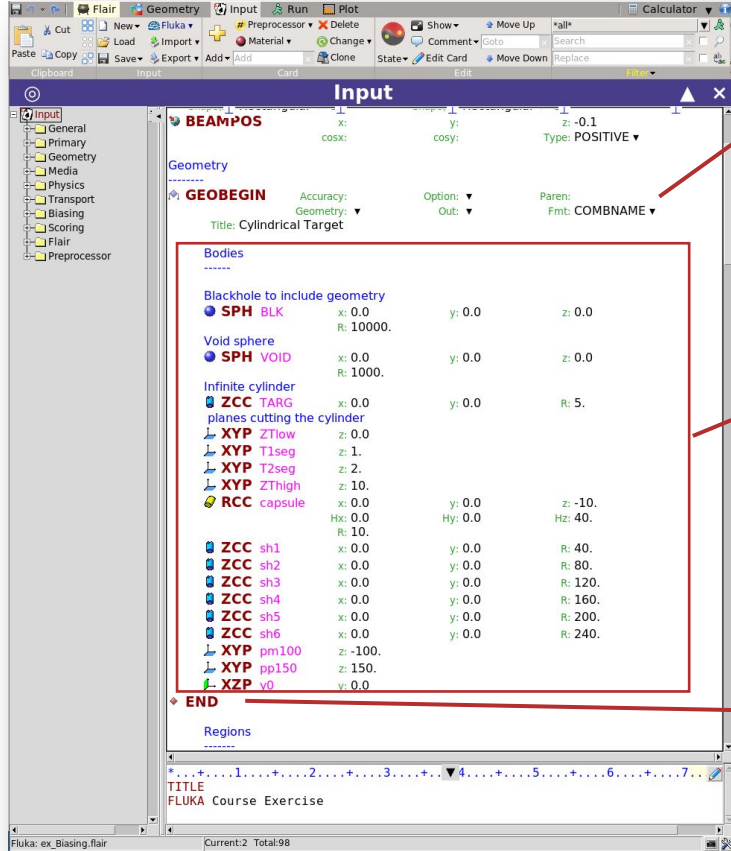 Flair Geometry Input Run Plot Calculator
Cut New Fluka # Preprocessor Delete Show Move Up *all*
Load Import Material Change Comment Goto Search
Paste Copy Save Export Add Add Clone State Edit Card Move Down Replace
Clipboard Input Card Edit Filter
Input
Input
General
Primary
Geometry
Media
Physics
Transport
Biasing
Scoring
Flair
Preprocessor
BEAMPOS x: y: z: -0.1
cosx: cosy: Type: POSITIVE
Geometry
--------
GEOBEGIN Accuracy: Option: Paren:
Geometry: Out: Fmt: COMBNAME
Title: Cylindrical Target
Bodies
------
Blackhole to include geometry
SPH BLK x: 0.0 y: 0.0 z: 0.0
R: 10000.
Void sphere
SPH VOID x: 0.0 y: 0.0 z: 0.0
R: 1000.
Infinite cylinder
ZCC TARG x: 0.0 y: 0.0 R: 5.
planes cutting the cylinder
XYP ZTlow z: 0.0
XYP T1seg z: 1.
XYP T2seg z: 2.
XYP ZThigh z: 10.
RCC capsule x: 0.0 y: 0.0 z: -10.
Hx: 0.0 Hy: 0.0 Hz: 40.
R: 10.
ZCC sh1 x: 0.0 y: 0.0 R: 40.
ZCC sh2 x: 0.0 y: 0.0 R: 80.
ZCC sh3 x: 0.0 y: 0.0 R: 120.
ZCC sh4 x: 0.0 y: 0.0 R: 160.
ZCC sh5 x: 0.0 y: 0.0 R: 200.
ZCC sh6 x: 0.0 y: 0.0 R: 240.
XYP pm100 z: -100.
XYP pp150 z: 150.
XZP y0 y: 0.0
END
Regions
-------
*...+....1....+....2....+....3....+..4....+....5....+....6....+....7..
TITLE
FLUKA Course Exercise
Fluka: ex_Biasing.flair Current:2 Total:98